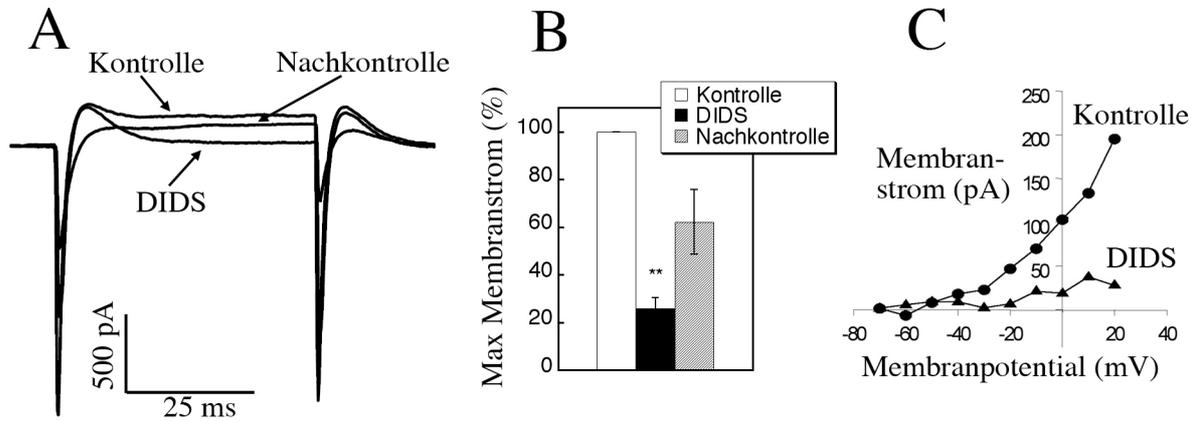 A
Kontrolle
Nachkontrolle
DIDS
500 pA
25 ms
B
Max Membranstrom (%)
100
80
60
40
20
0
Kontrolle
DIDS
Nachkontrolle
**
C
Membran-
strom (pA)
Kontrolle
DIDS
250
200
150
100
50
-80
-60
-40
-20
20
40
Membranpotential (mV)